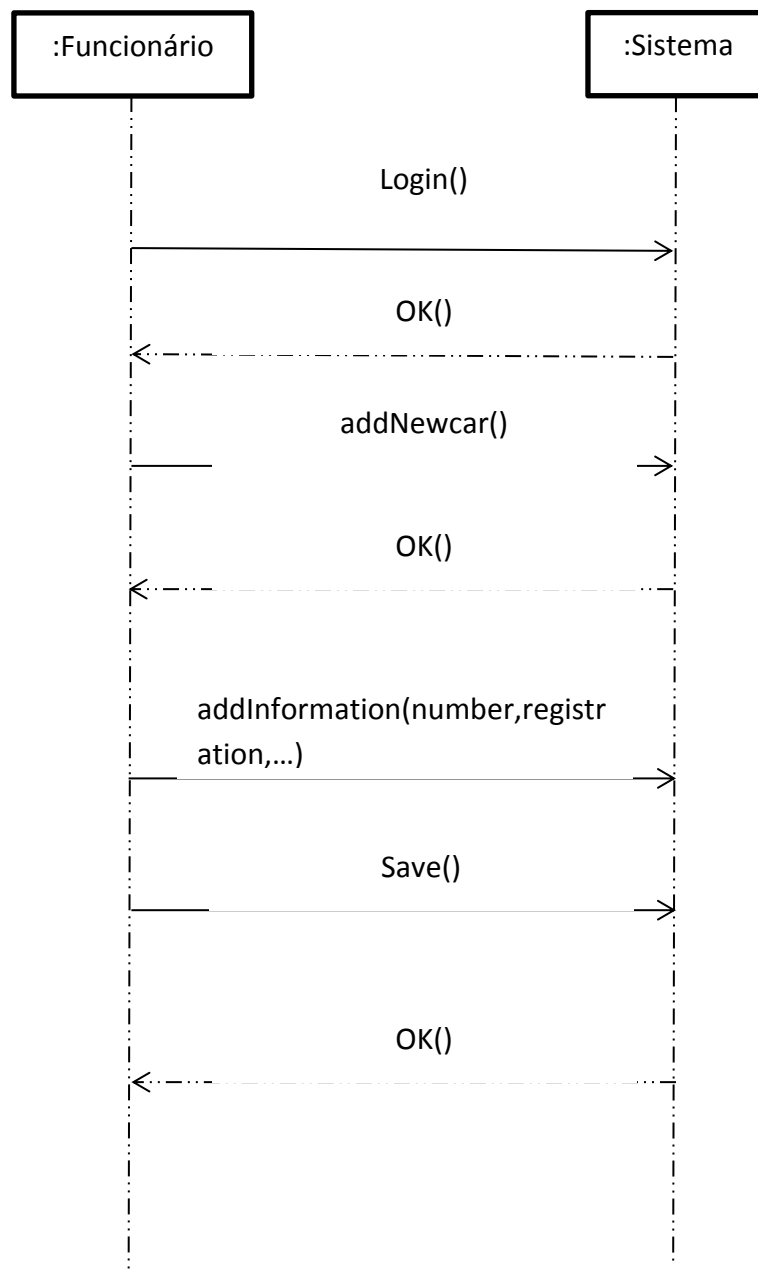 :Funcionário
:Sistema
Login()
OK()
addNewcar()
OK()
addInformation(number,registr
ation,...)
Save()
OK()